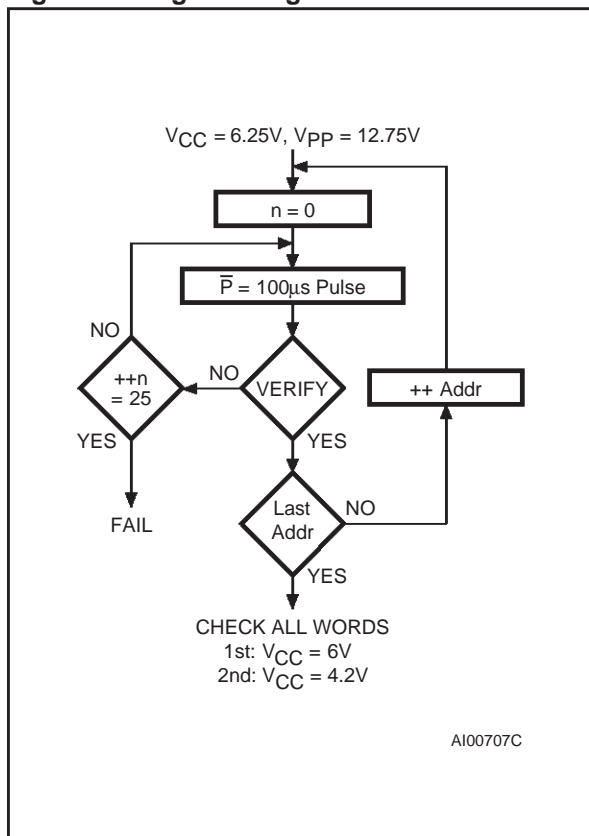 VCC = 6.25V, VPP = 12.75V
n = 0
P̅ = 100μs Pulse
NO
++n
= 25
NO
VERIFY
++ Addr
YES
YES
FAIL
Last
Addr
NO
YES
CHECK ALL WORDS
1st: VCC = 6V
2nd: VCC = 4.2V
AI00707C